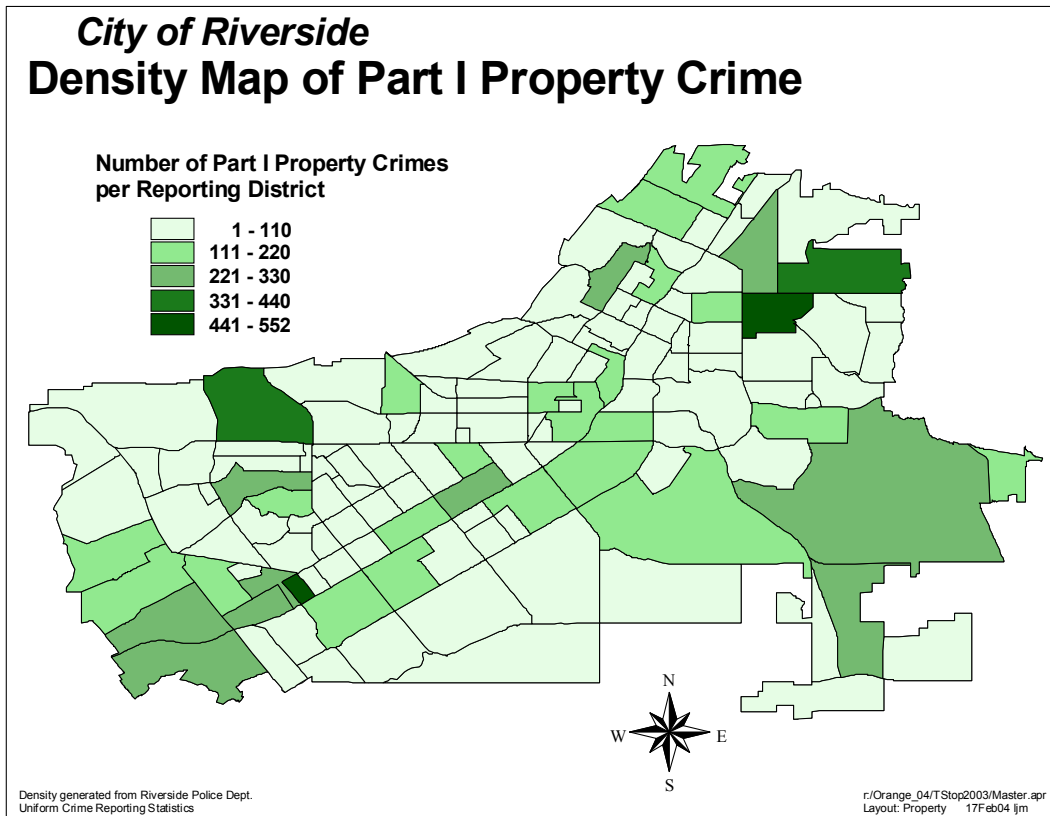 City of Riverside
Density Map of Part I Property Crime
Number of Part I Property Crimes
per Reporting District
1 - 110
111 - 220
221 - 330
331 - 440
441 - 552
N
W E
S
Density generated from Riverside Police Dept.
Uniform Crime Reporting Statistics
r:/Orange_04/TStop2003/Master.apr
Layout: Property 17Feb04 ljm